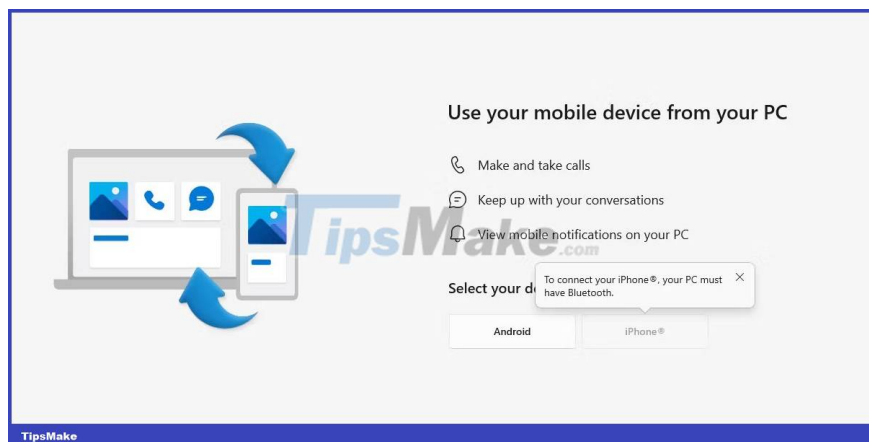 Use your mobile device from your PC
Make and take calls
Keep up with your conversations
View mobile notifications on your PC
TipsMake.com
To connect your iPhone®, your PC must
have Bluetooth.
Select your d
Android
iPhone®
TipsMake